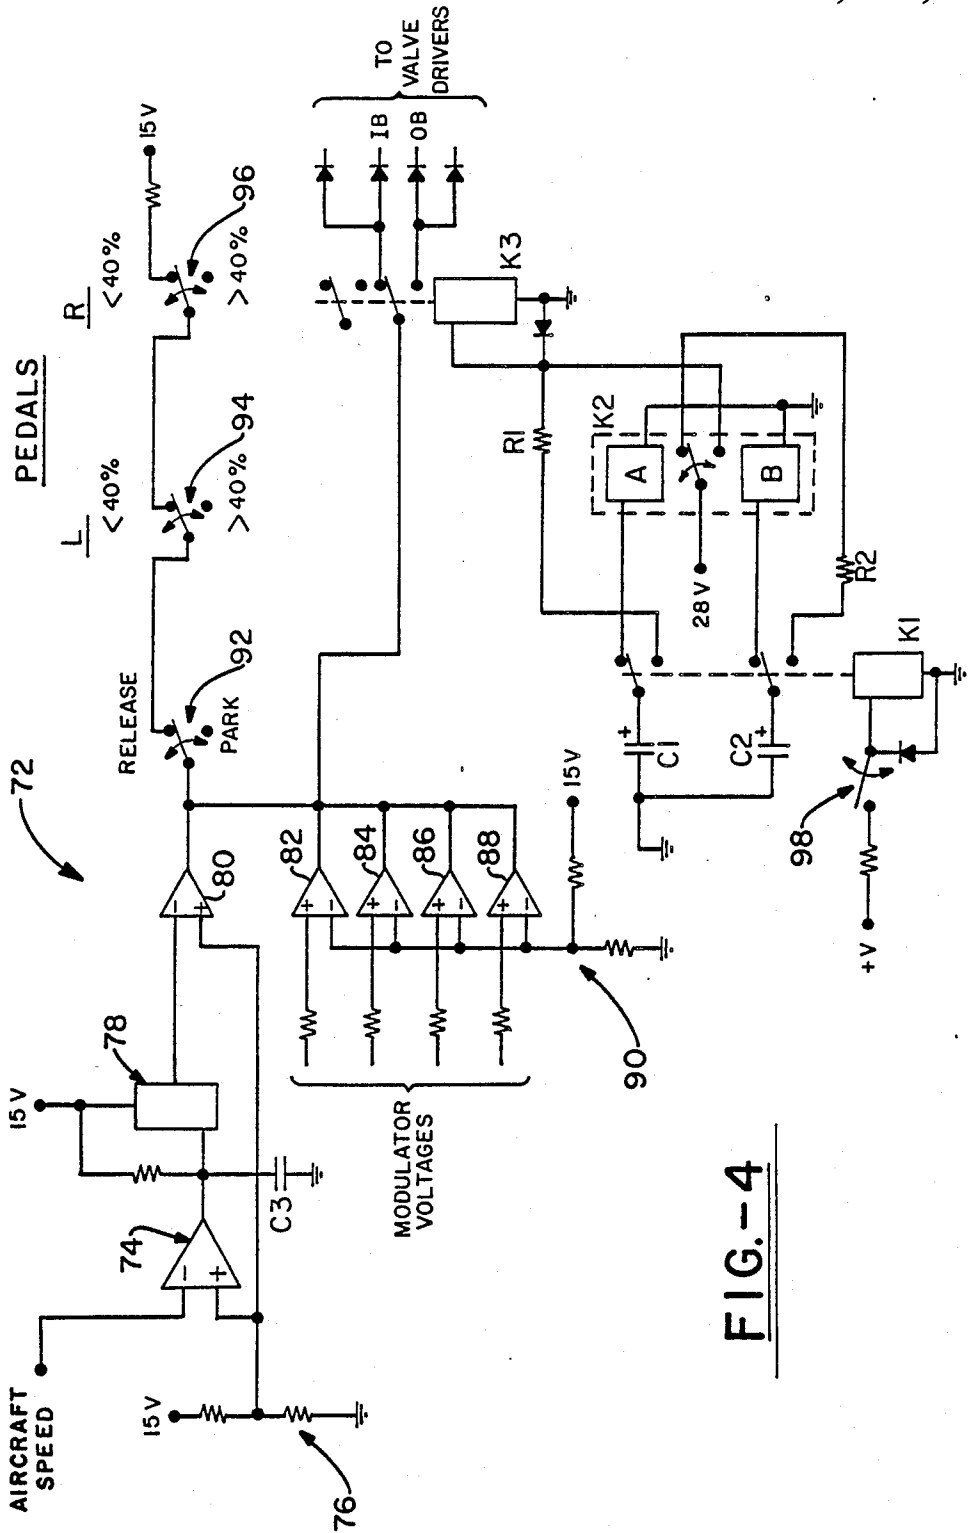 72
PEDALS
L
R
RELEASE
PARK
92
<40%
>40%
94
<40%
>40%
96
15V
AIRCRAFT
SPEED
15V
76
74
-
+
15V
78
C3
-
+
80
MODULATOR
VOLTAGES
+
-
82
+
-
84
+
-
86
+
-
88
90
15V
TO
VALVE
DRIVERS
IB
OB
K3
R1
K2
A
B
28V
R2
+
C1
C2
+
K1
98
+V
FIG.-4